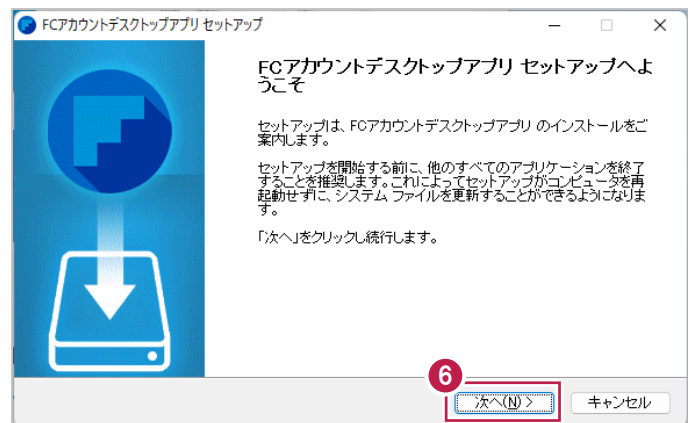 FCアカウントデスクトップアプリ セットアップ
FCアカウントデスクトップアプリ セットアップへよ
うこそ
セットアップは、FCアカウントデスクトップアプリ のインストールをご
案内します。
セットアップを開始する前に、他のすべてのアプリケーションを終了
することを推奨します。これによってセットアップがコンピュータを再
起動せずに、システム ファイルを更新することができるようになりま
す。
「次へ」をクリックし続行します。
6
次へ(N) >
キャンセル